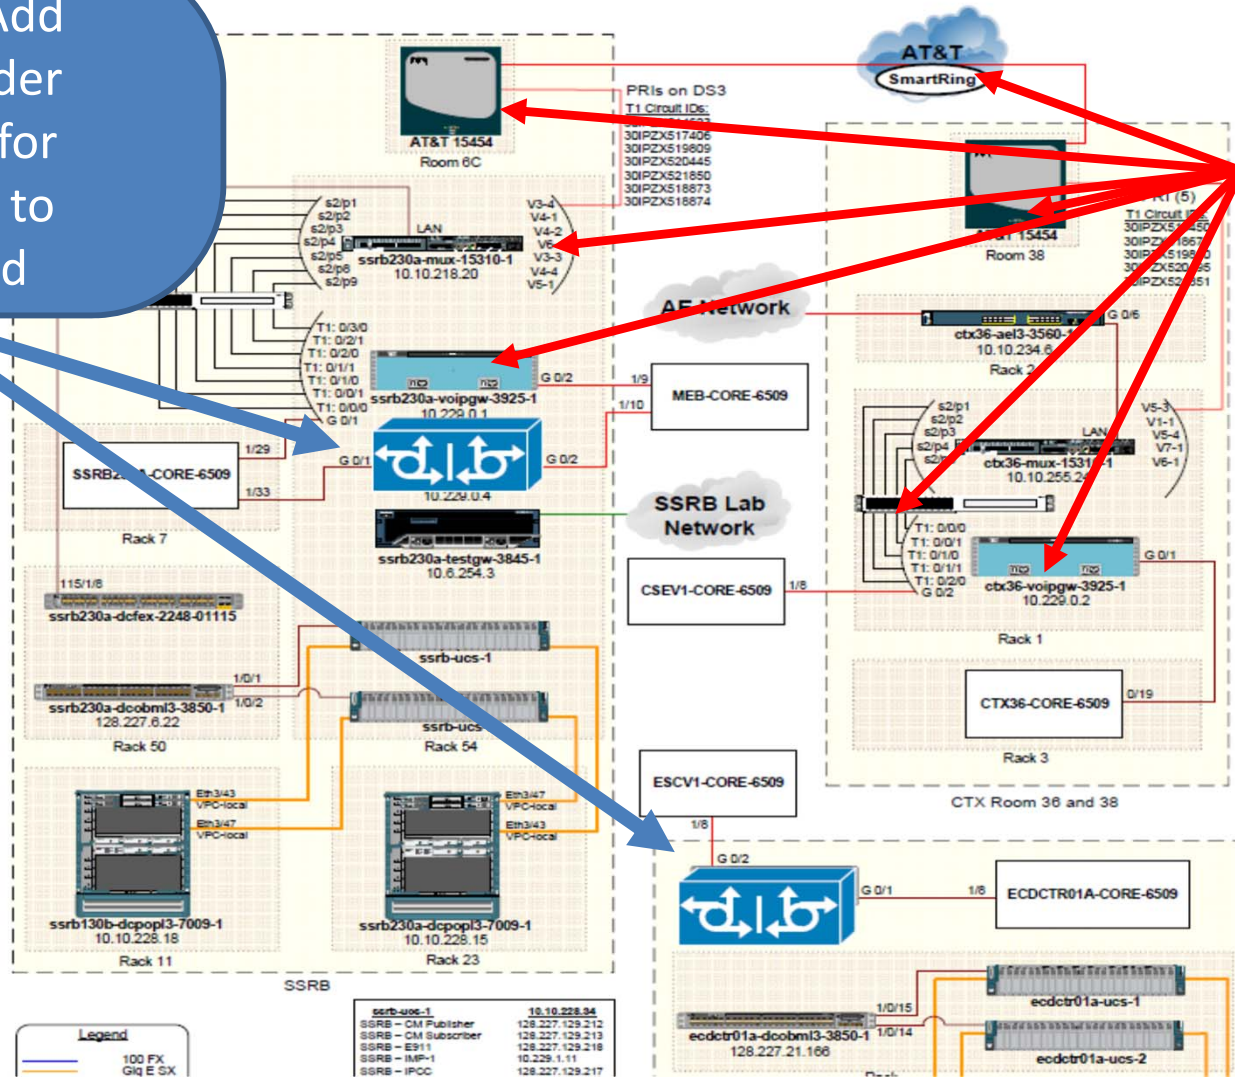 Add
der
for
to
d
AT&T 15454
Room 6C
PRIs on DS3
T1 Circuit IDs:
30IPZX517406
30IPZX519809
30IPZX520445
30IPZX521850
30IPZX518873
30IPZX518874
AT&T
SmartRing
AT&T 15454
Room 38
(5)
T1 Circuit
s2/p1
s2/p2
s2/p3
s2/p4
s2/p5
s2/p8
s2/p9
LAN
ssrb230a-mux-15310-1
10.10.218.20
V3-4
V4-1
V4-2
V6
V3-3
V4-4
V5-1
T1: 0/3/0
T1: 0/2/1
T1: 0/2/0
T1: 0/1/1
T1: 0/1/0
T1: 0/0/1
T1: 0/0/0
G 0/1
ssrb230a-voipgw-3925-1
10.229.0.1
G 0/2
AE Network
1/9
1/10
MEB-CORE-6509
G 0/6
ctx36-ael3-3560-1
10.10.234.6
Rack 2
1/29
1/33
SSRB230A-CORE-6509
Rack 7
G 0/1
G 0/2
10.229.0.4
ssrb230a-testgw-3845-1
10.6.254.3
SSRB Lab
Network
s2/p1
s2/p2
s2/p3
s2/p4
LAN
ctx36-mux-15310-1
V5-3
V1-1
V5-4
V7-1
V6-1
T1: 0/0/0
T1: 0/0/1
T1: 0/1/0
T1: 0/1/1
T1: 0/2/0
G 0/2
ctx36-voipgw-3925-1
10.229.0.2
G 0/1
Rack 1
CSEV1-CORE-6509
1/8
115/1/8
ssrb230a-dcfex-2248-01115
ssrb-ucs-1
1/0/1
1/0/2
ssrb230a-dcobml3-3850-1
128.227.6.22
Rack 50
ssrb-ucs
Rack 54
CTX36-CORE-6509
0/19
Rack 3
CTX Room 36 and 38
Eth3/43
VPC-local
Eth3/47
VPC-local
ssrb130b-dcpopl3-7009-1
10.10.228.18
Rack 11
Eth3/47
VPC-local
Eth3/43
VPC-local
ssrb230a-dcpopl3-7009-1
10.10.228.15
Rack 23
SSRB
ESCV1-CORE-6509
1/8
G 0/2
G 0/1
1/8
ECDCTR01A-CORE-6509
1/0/15
1/0/14
ecdctr01a-dcobml3-3850-1
128.227.21.166
ecdctr01a-ucs-1
ecdctr01a-ucs-2
Legend
100 FX
Gig E SX
ssrb-ucs-1 10.10.228.34
SSRB – CM Publisher 128.227.129.212
SSRB – CM Subscriber 128.227.129.213
SSRB – E911 128.227.129.218
SSRB – IMP-1 10.229.1.11
SSRB – IPCC 128.227.129.217